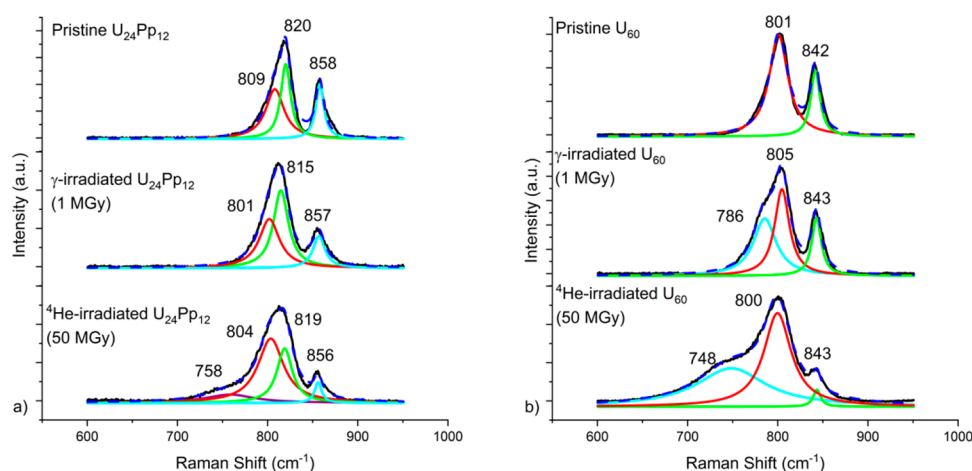 Pristine U₂₄Pp₁₂
820
809
858
γ-irradiated U₂₄Pp₁₂
(1 MGy)
815
801
857
⁴He-irradiated U₂₄Pp₁₂
(50 MGy)
819
804
856
758
a)
Intensity (a.u.)
600 700 800 900 1000
Raman Shift (cm⁻¹)
Pristine U₆₀
801
842
γ-irradiated U₆₀
(1 MGy)
805
786
843
⁴He-irradiated U₆₀
(50 MGy)
800
748
843
b)
Intensity (a.u.)
600 700 800 900 1000
Raman Shift (cm⁻¹)